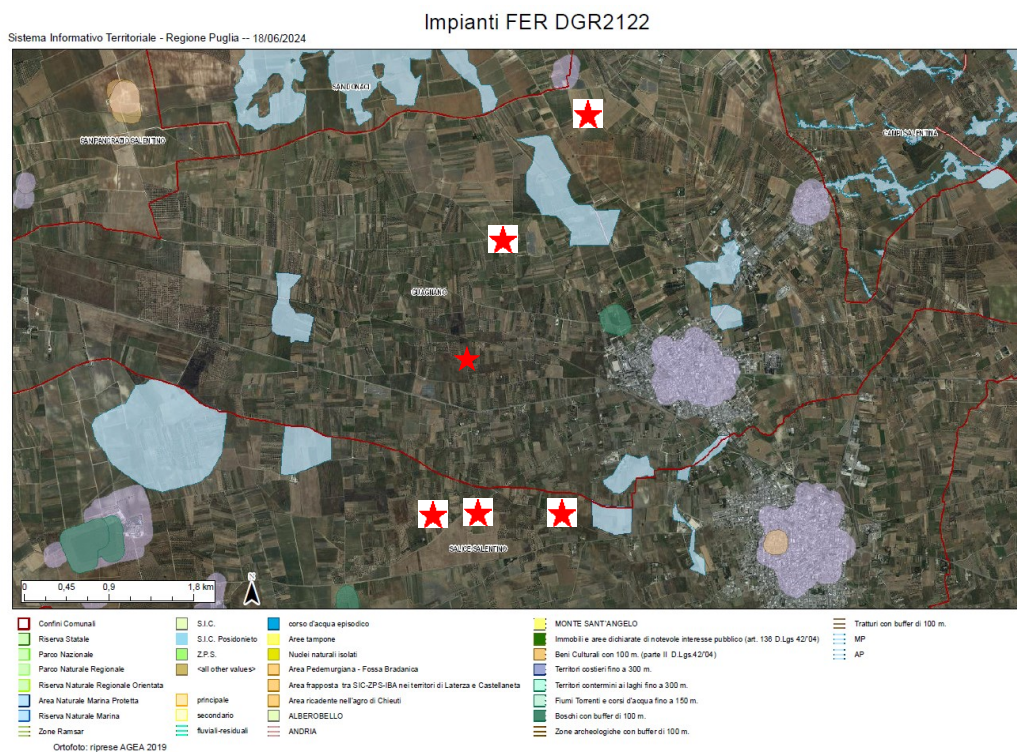 Impianti FER DGR2122
Sistema Informativo Territoriale - Regione Puglia -- 18/06/2024
SAN DONACI
SAN PANCRAZIO SALENTINO
CAMPI SALENTINA
GUAGNANO
SALICE SALENTINO
0 0,45 0,9 1,8 km
N
Confini Comunali
Riserva Statale
Parco Nazionale
Parco Naturale Regionale
Riserva Naturale Regionale Orientata
Area Naturale Marina Protetta
Riserva Naturale Marina
Zone Ramsar
S.I.C.
S.I.C. Posidonieto
Z.P.S.
<all other values>
principale
secondario
fluviali-residuali
corso d'acqua episodico
Aree tampone
Nuclei naturali isolati
Area Pedemurgiana - Fossa Bradanica
Area frapposta tra SIC-ZPS-IBA nei territori di Laterza e Castellaneta
Area ricadente nell'agro di Chieuti
ALBEROBELLO
ANDRIA
MONTE SANT'ANGELO
Immobili e aree dichiarate di notevole interesse pubblico (art. 136 D.Lgs 42/04)
Beni Culturali con 100 m. (parte II D.Lgs.42/04)
Territori costieri fino a 300 m.
Territori contermini ai laghi fino a 300 m.
Fiumi Torrenti e corsi d'acqua fino a 150 m.
Boschi con buffer di 100 m.
Zone archeologiche con buffer di 100 m.
Tratturi con buffer di 100 m.
MP
AP
Ortofoto: riprese AGEA 2019